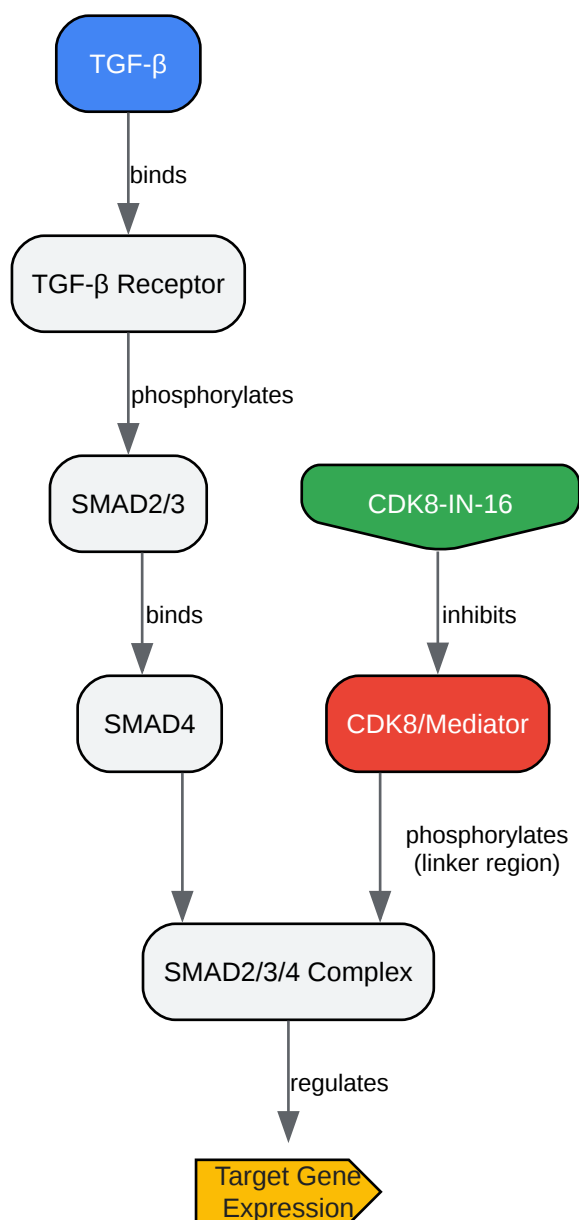 TGF-β
binds
TGF-β Receptor
phosphorylates
SMAD2/3
CDK8-IN-16
binds
inhibits
SMAD4
CDK8/Mediator
phosphorylates
(linker region)
SMAD2/3/4 Complex
regulates
Target Gene
Expression